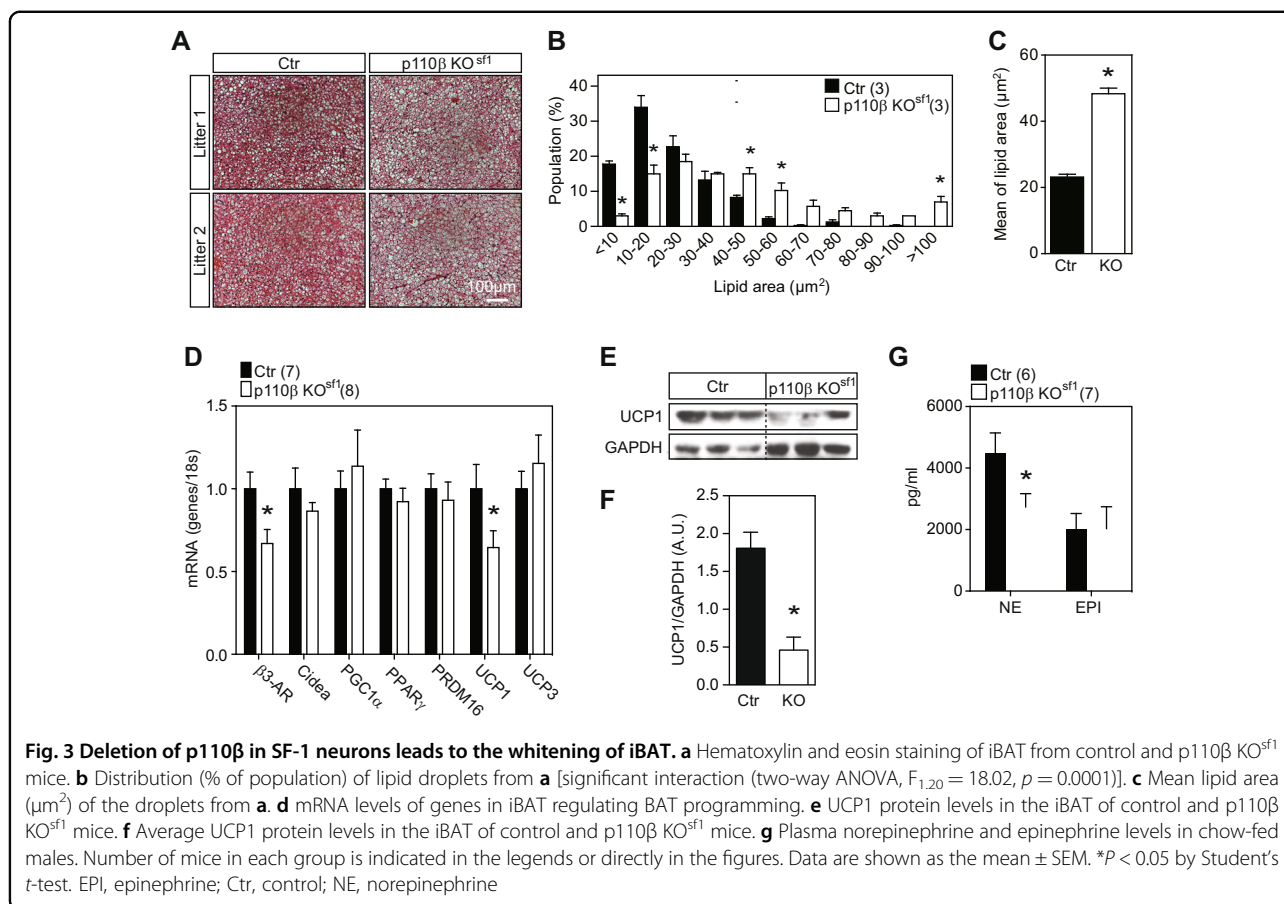 A
Ctr
p110β KO^sf1
Litter 1
Litter 2
100µm
B
Ctr (3)
p110β KO^sf1(3)
Population (%)
40
30
20
10
0
*
*
*
*
*
<10
10-20
20-30
30-40
40-50
50-60
60-70
70-80
80-90
90-100
>100
Lipid area (µm²)
C
Mean of lipid area (µm²)
60
40
20
0
*
Ctr
KO
D
Ctr (7)
p110β KO^sf1(8)
mRNA (genes/18s)
1.5
1.0
0.5
0.0
*
*
β3-AR
Cidea
PGC1α
PPARγ
PRDM16
UCP1
UCP3
E
Ctr
p110β KO^sf1
UCP1
GAPDH
F
UCP1/GAPDH (A.U.)
2.5
2.0
1.5
1.0
0.5
0.0
*
Ctr
KO
G
Ctr (6)
p110β KO^sf1(7)
pg/ml
6000
4000
2000
0
*
NE
EPI
Fig. 3 Deletion of p110β in SF-1 neurons leads to the whitening of iBAT. a Hematoxylin and eosin staining of iBAT from control and p110β KO^sf1
mice. b Distribution (% of population) of lipid droplets from a [significant interaction (two-way ANOVA, F1.20 = 18.02, p = 0.0001)]. c Mean lipid area
(µm²) of the droplets from a. d mRNA levels of genes in iBAT regulating BAT programming. e UCP1 protein levels in the iBAT of control and p110β
KO^sf1 mice. f Average UCP1 protein levels in the iBAT of control and p110β KO^sf1 mice. g Plasma norepinephrine and epinephrine levels in chow-fed
males. Number of mice in each group is indicated in the legends or directly in the figures. Data are shown as the mean ± SEM. *P < 0.05 by Student's
t-test. EPI, epinephrine; Ctr, control; NE, norepinephrine